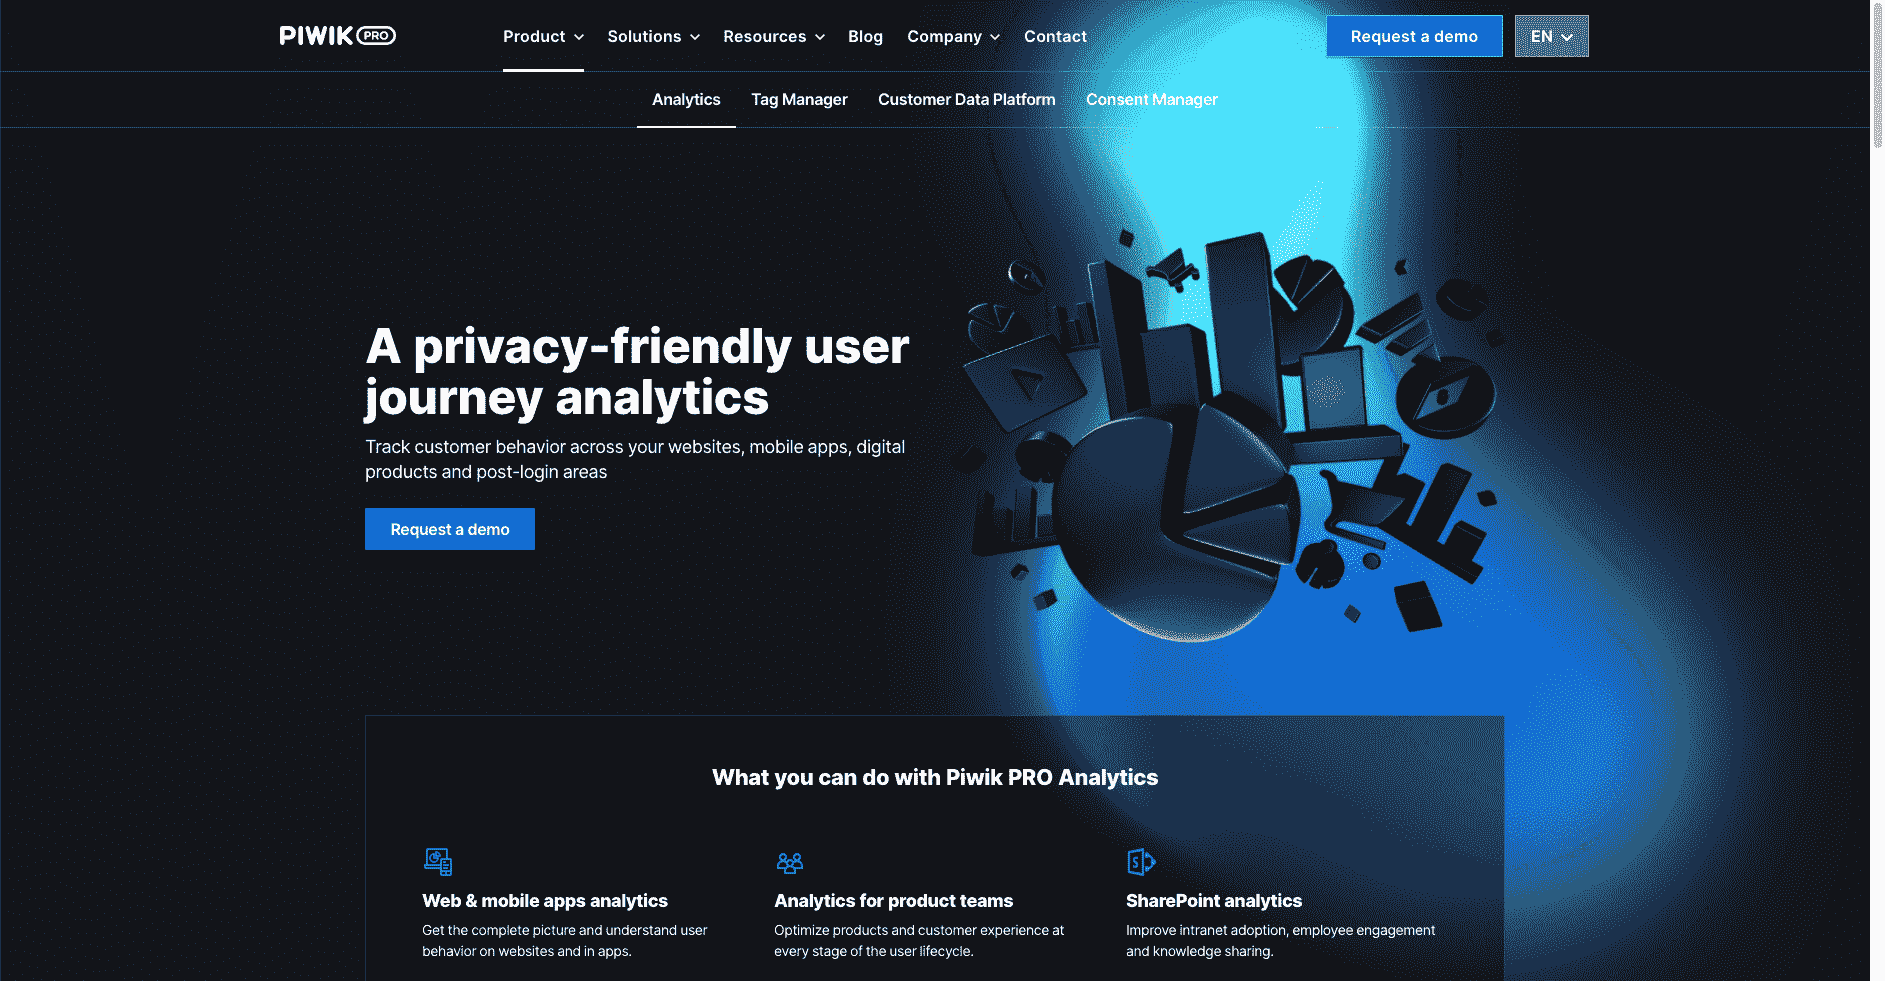 PIWIK PRO
Product
Solutions
Resources
Blog
Company
Contact
Request a demo
EN
Analytics
Tag Manager
Customer Data Platform
Consent Manager
A privacy-friendly user
journey analytics
Track customer behavior across your websites, mobile apps, digital
products and post-login areas
Request a demo
What you can do with Piwik PRO Analytics
Web & mobile apps analytics
Get the complete picture and understand user
behavior on websites and in apps.
Analytics for product teams
Optimize products and customer experience at
every stage of the user lifecycle.
SharePoint analytics
Improve intranet adoption, employee engagement
and knowledge sharing.